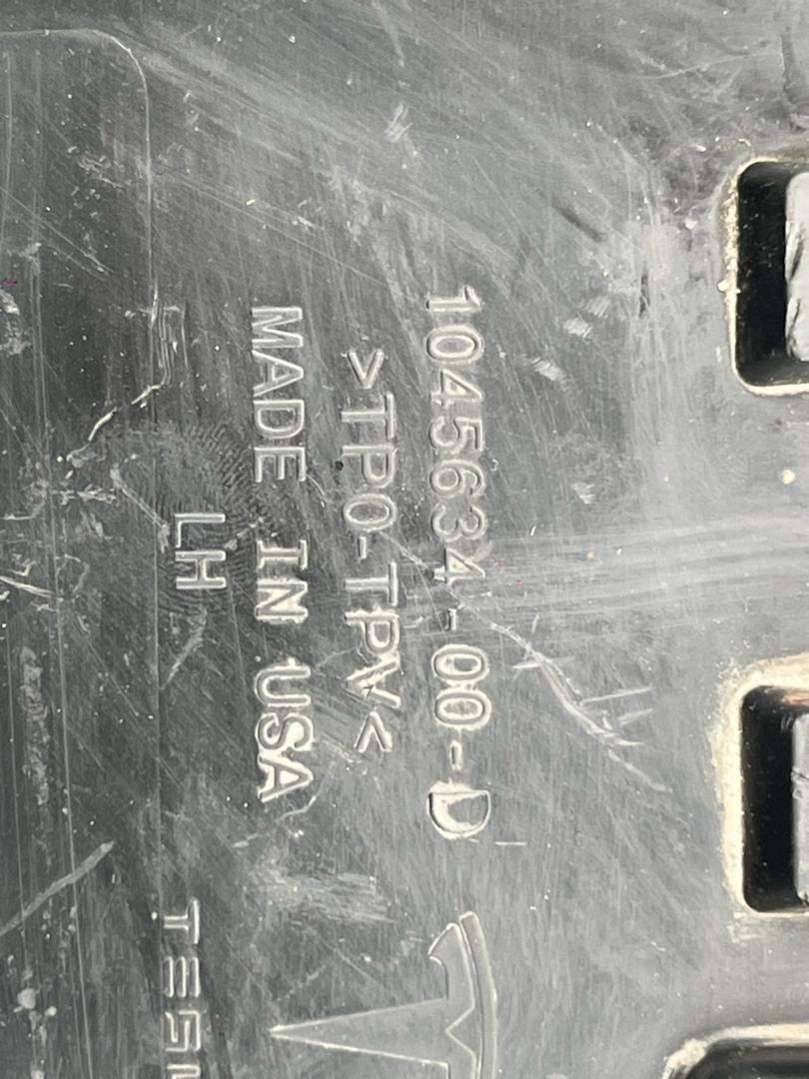 1045634-00-D
>TPO-TPV<
MADE IN USA
LH